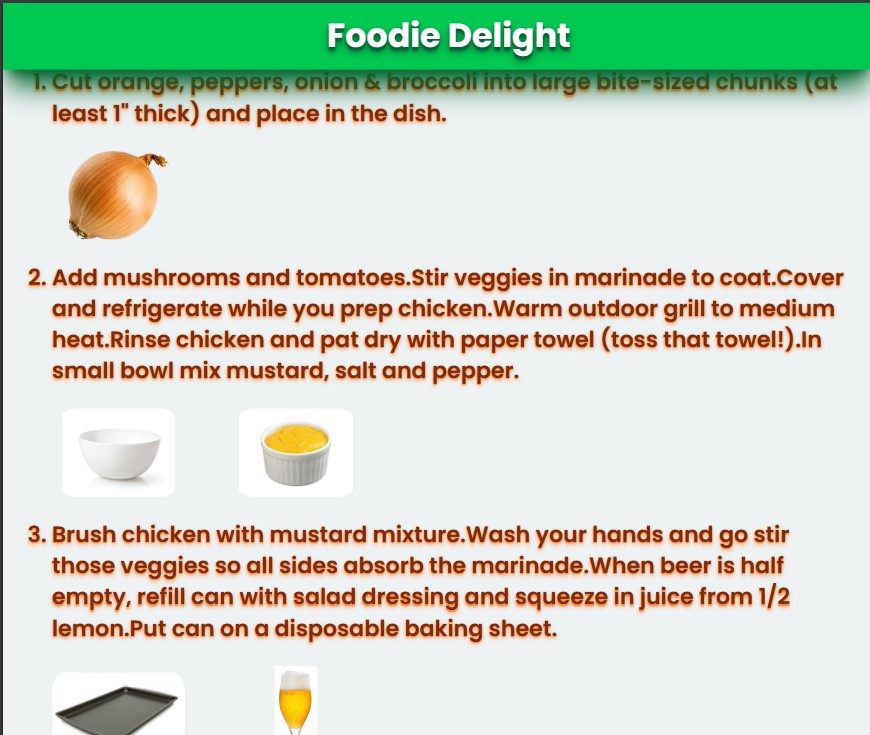 Foodie Delight
1. Cut orange, peppers, onion & broccoli into large bite-sized chunks (at
least 1" thick) and place in the dish.
2. Add mushrooms and tomatoes.Stir veggies in marinade to coat.Cover
and refrigerate while you prep chicken.Warm outdoor grill to medium
heat.Rinse chicken and pat dry with paper towel (toss that towel!).In
small bowl mix mustard, salt and pepper.
3. Brush chicken with mustard mixture.Wash your hands and go stir
those veggies so all sides absorb the marinade.When beer is half
empty, refill can with salad dressing and squeeze in juice from 1/2
lemon.Put can on a disposable baking sheet.